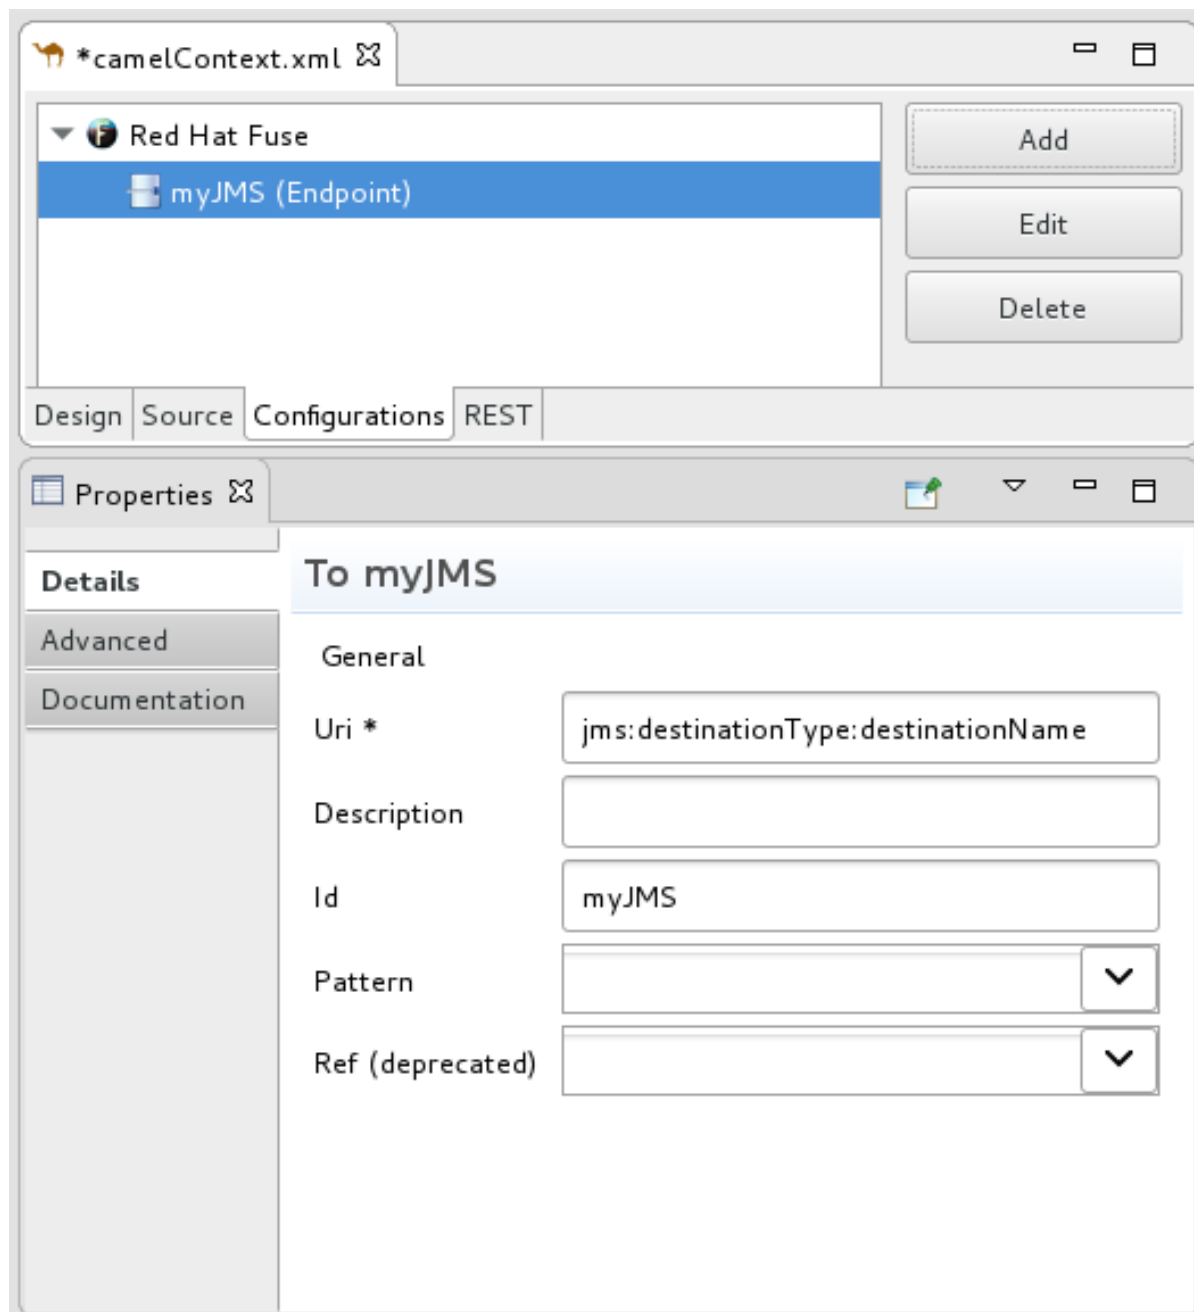 *camelContext.xml
Red Hat Fuse
Add
myJMS (Endpoint)
Edit
Delete
Design Source Configurations REST
Properties
Details
To myJMS
Advanced
General
Documentation
Uri * jms:destinationType:destinationName
Description
Id myJMS
Pattern
Ref (deprecated)